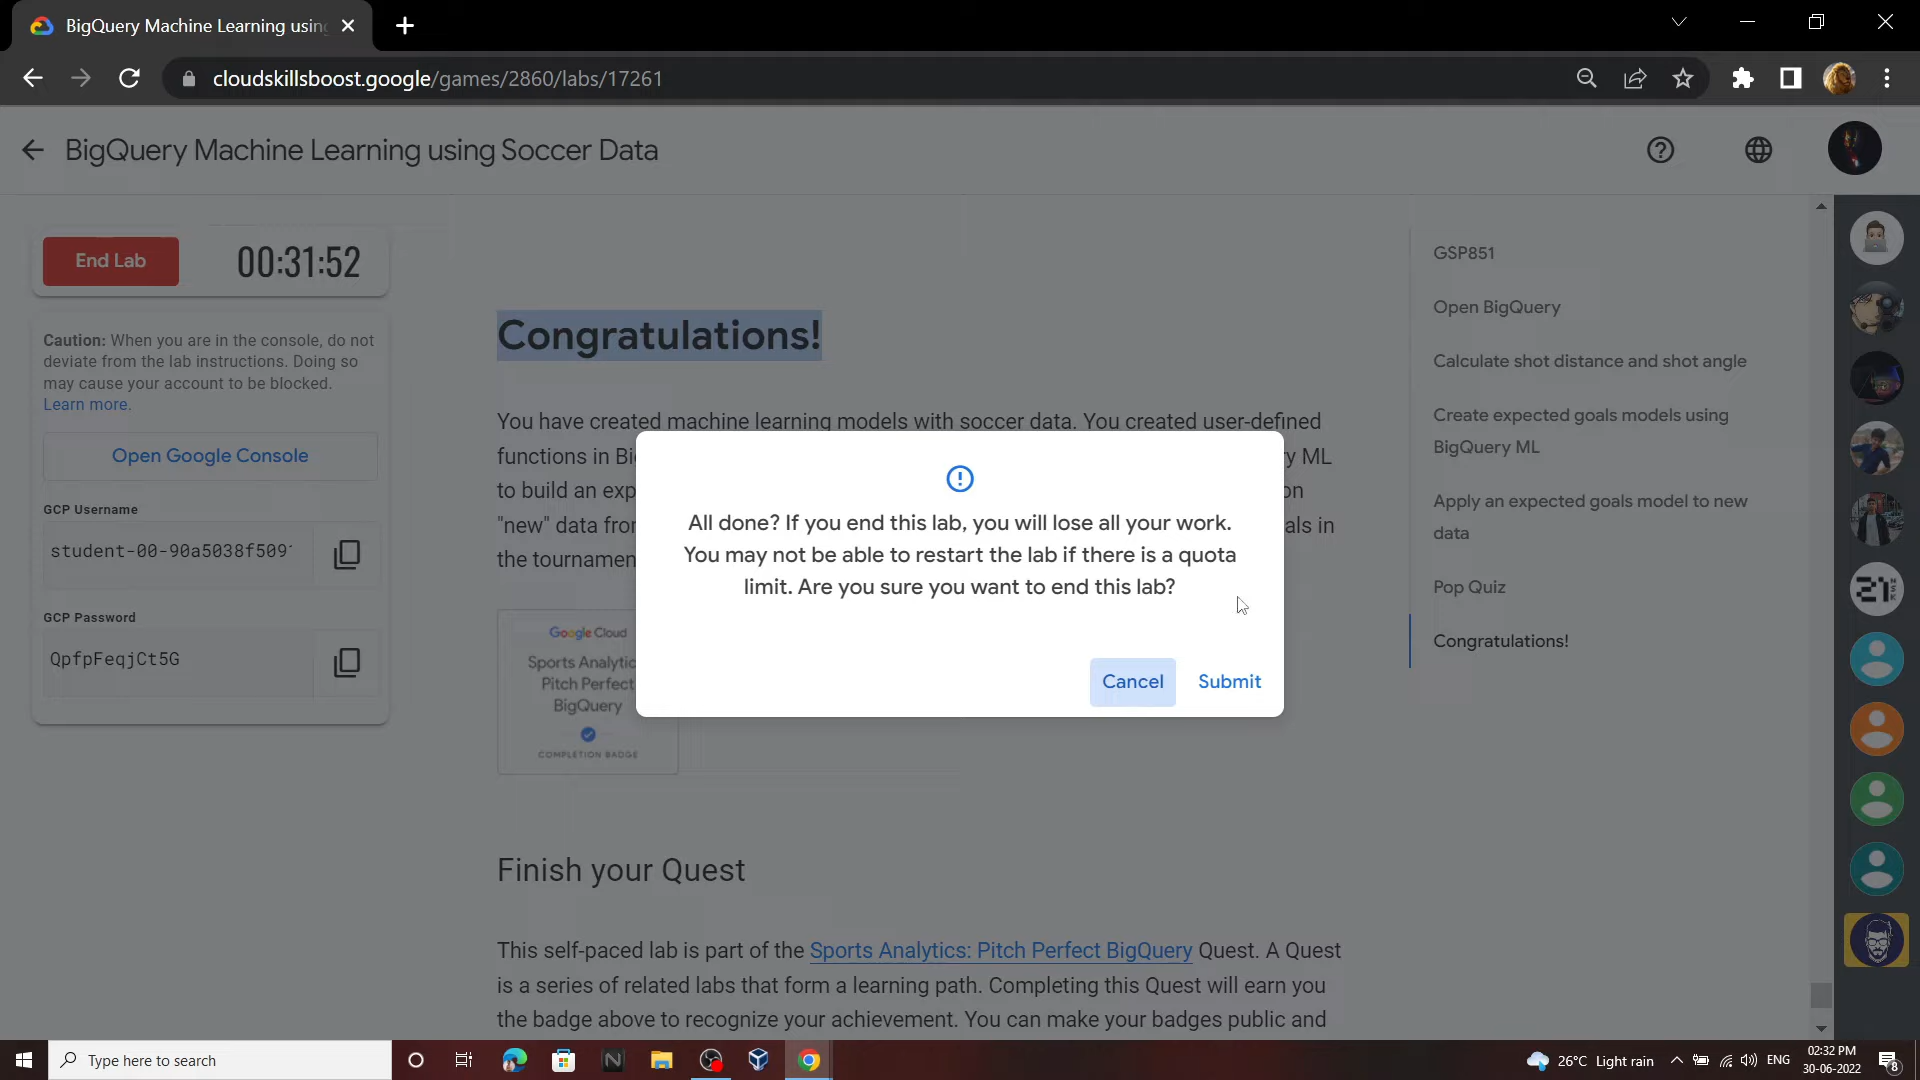 BigQuery Machine Learning using
cloudskillsboost.google/games/2860/labs/17261
BigQuery Machine Learning using Soccer Data
End Lab
00:31:52
Caution: When you are in the console, do not
deviate from the lab instructions. Doing so
may cause your account to be blocked.
Learn more.
Open Google Console
GCP Username
student-00-90a5038f509
GCP Password
QpfpFeqjCt5G
Congratulations!
You have created machine learning models with soccer data. You created user-defined
functions in Bi
ry ML
to build an exp
on
"new" data from
als in
the tournamen
Google Cloud
Sports Analytic
Pitch Perfect
BigQuery
COMPLETION BADGE
All done? If you end this lab, you will lose all your work.
You may not be able to restart the lab if there is a quota
limit. Are you sure you want to end this lab?
Cancel
Submit
Finish your Quest
This self-paced lab is part of the Sports Analytics: Pitch Perfect BigQuery Quest. A Quest
is a series of related labs that form a learning path. Completing this Quest will earn you
the badge above to recognize your achievement. You can make your badges public and
GSP851
Open BigQuery
Calculate shot distance and shot angle
Create expected goals models using
BigQuery ML
Apply an expected goals model to new
data
Pop Quiz
Congratulations!
21
Type here to search
26°C Light rain
ENG
02:32 PM
30-06-2022
8